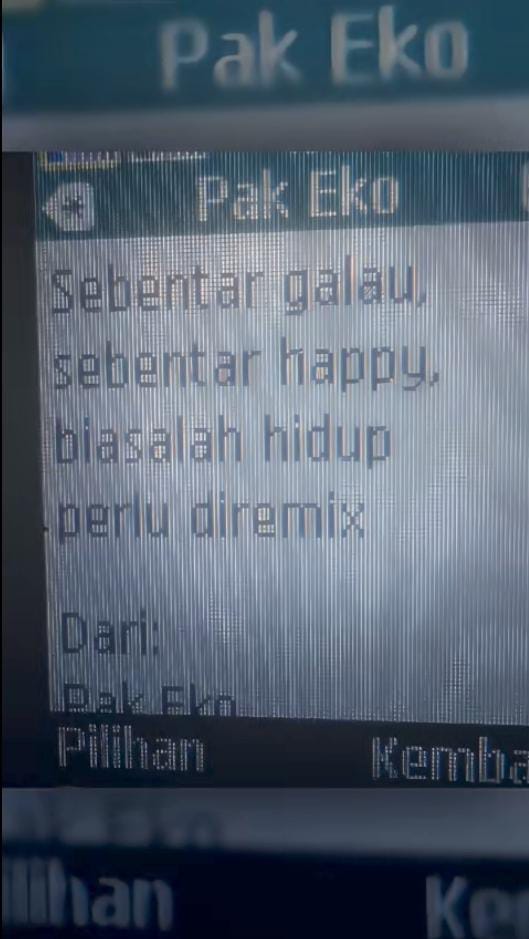 Pak Eko
Pak Eko
Sebentar galau,
sebentar happy,
biasalah hidup
perlu diremix
Dari:
Pak Eko
Pilihan
Kemba
ilihan
Ke